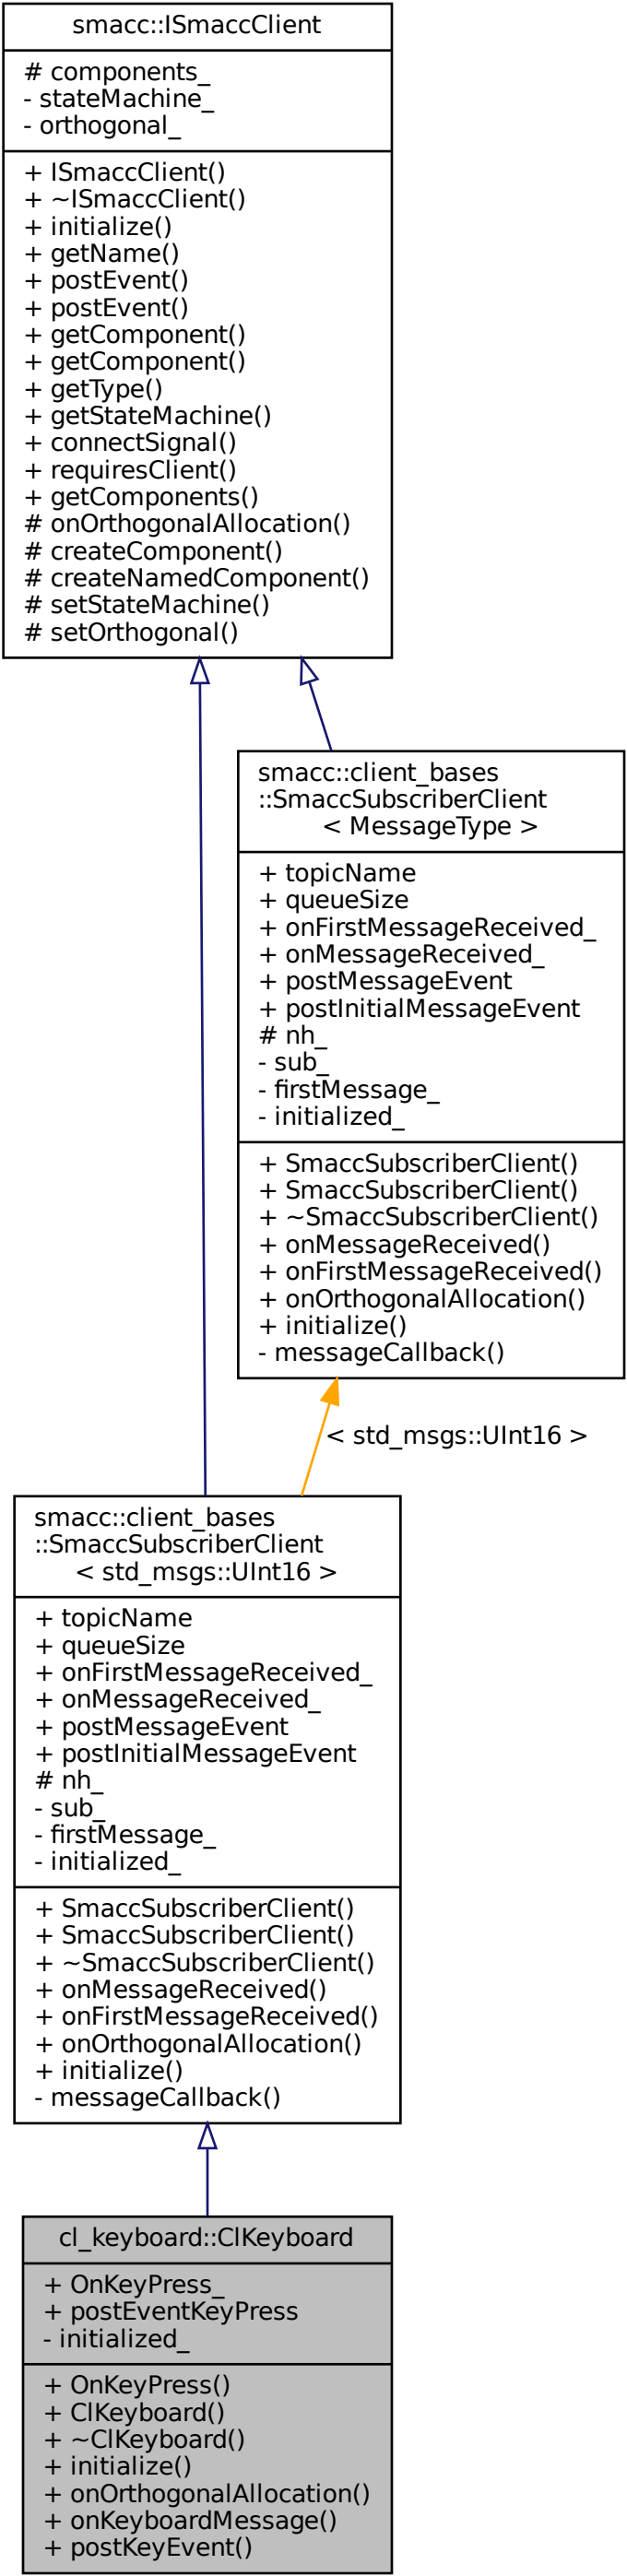 smacc::ISmaccClient
# components_
- stateMachine_
- orthogonal_
+ ISmaccClient()
+ ~ISmaccClient()
+ initialize()
+ getName()
+ postEvent()
+ postEvent()
+ getComponent()
+ getComponent()
+ getType()
+ getStateMachine()
+ connectSignal()
+ requiresClient()
+ getComponents()
# onOrthogonalAllocation()
# createComponent()
# createNamedComponent()
# setStateMachine()
# setOrthogonal()
smacc::client_bases
::SmaccSubscriberClient
< MessageType >
+ topicName
+ queueSize
+ onFirstMessageReceived_
+ onMessageReceived_
+ postMessageEvent
+ postInitialMessageEvent
# nh_
- sub_
- firstMessage_
- initialized_
+ SmaccSubscriberClient()
+ SmaccSubscriberClient()
+ ~SmaccSubscriberClient()
+ onMessageReceived()
+ onFirstMessageReceived()
+ onOrthogonalAllocation()
+ initialize()
- messageCallback()
< std_msgs::UInt16 >
smacc::client_bases
::SmaccSubscriberClient
< std_msgs::UInt16 >
+ topicName
+ queueSize
+ onFirstMessageReceived_
+ onMessageReceived_
+ postMessageEvent
+ postInitialMessageEvent
# nh_
- sub_
- firstMessage_
- initialized_
+ SmaccSubscriberClient()
+ SmaccSubscriberClient()
+ ~SmaccSubscriberClient()
+ onMessageReceived()
+ onFirstMessageReceived()
+ onOrthogonalAllocation()
+ initialize()
- messageCallback()
cl_keyboard::ClKeyboard
+ OnKeyPress_
+ postEventKeyPress
- initialized_
+ OnKeyPress()
+ ClKeyboard()
+ ~ClKeyboard()
+ initialize()
+ onOrthogonalAllocation()
+ onKeyboardMessage()
+ postKeyEvent()